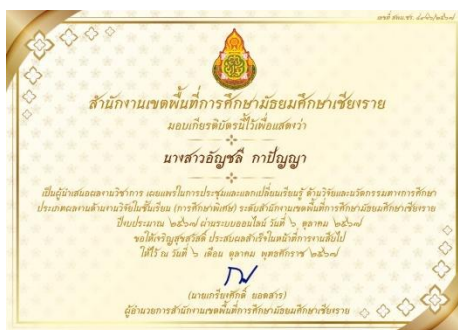 สำนักงานเขตพื้นที่การศึกษามัธยมศึกษาเชียงราย
มอบเกียรติบัตรนี้ไว้เพื่อแสดงว่า
นางสาวอัญชลี กาปัญญา
เป็นผู้นำเสนอผลงานวิชาการ เผยแพร่ในการประชุมและแลกเปลี่ยนเรียนรู้ ด้านวิจัยและนวัตกรรมทางการศึกษา
ประเภทผลงานด้านงานวิจัยในชั้นเรียน (การศึกษาพิเศษ) ระดับสำนักงานเขตพื้นที่การศึกษามัธยมศึกษาเชียงราย
ปีงบประมาณ ๒๕๖๗ ผ่านระบบออนไลน์ วันที่ ๖ ตุลาคม ๒๕๖๗
ขอให้เจริญสุขสวัสดิ์ ประสบผลสำเร็จในหน้าที่การงานสืบไป
ให้ไว้ ณ วันที่ ๖ เดือน ตุลาคม พุทธศักราช ๒๕๖๗
(นายเกรียงศักดิ์ ยอดสาร)
ผู้อำนวยการสำนักงานเขตพื้นที่การศึกษามัธยมศึกษาเชียงราย